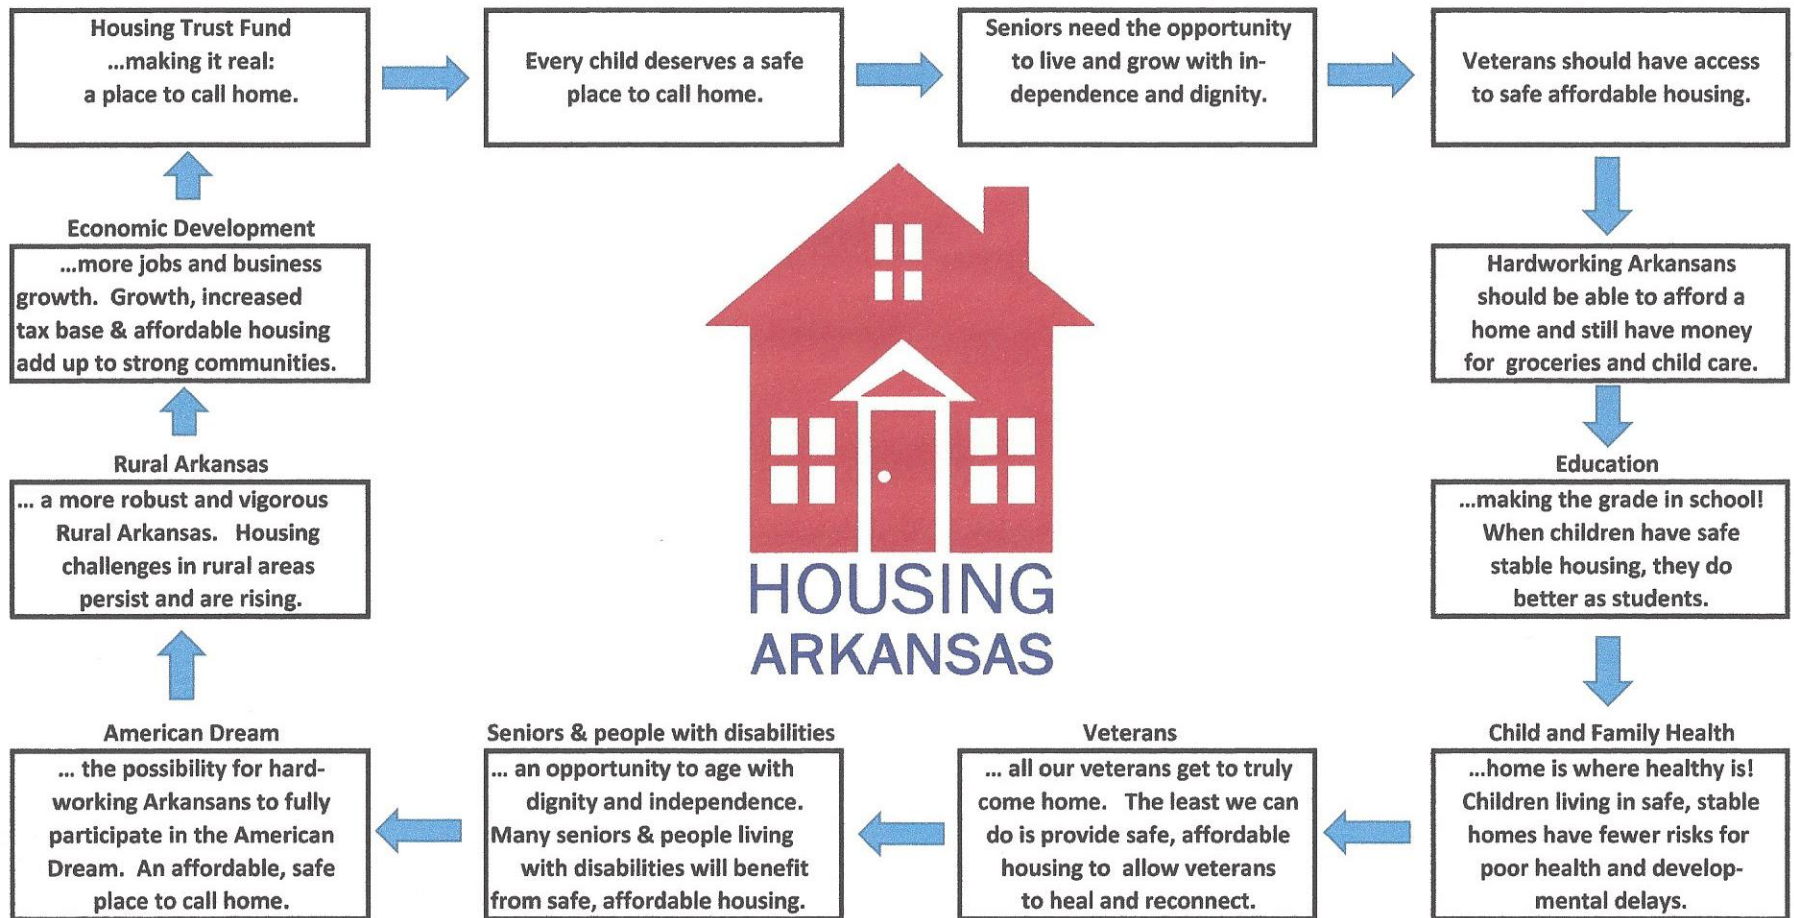 Housing Trust Fund
...making it real:
a place to call home.
Every child deserves a safe
place to call home.
Seniors need the opportunity
to live and grow with in-
dependence and dignity.
Veterans should have access
to safe affordable housing.
Hardworking Arkansans
should be able to afford a
home and still have money
for groceries and child care.
Education
...making the grade in school!
When children have safe
stable housing, they do
better as students.
Child and Family Health
...home is where healthy is!
Children living in safe, stable
homes have fewer risks for
poor health and develop-
mental delays.
Veterans
... all our veterans get to truly
come home. The least we can
do is provide safe, affordable
housing to allow veterans
to heal and reconnect.
Seniors & people with disabilities
... an opportunity to age with
dignity and independence.
Many seniors & people living
with disabilities will benefit
from safe, affordable housing.
American Dream
... the possibility for hard-
working Arkansans to fully
participate in the American
Dream. An affordable, safe
place to call home.
Rural Arkansas
... a more robust and vigorous
Rural Arkansas. Housing
challenges in rural areas
persist and are rising.
Economic Development
...more jobs and business
growth. Growth, increased
tax base & affordable housing
add up to strong communities.
HOUSING
ARKANSAS